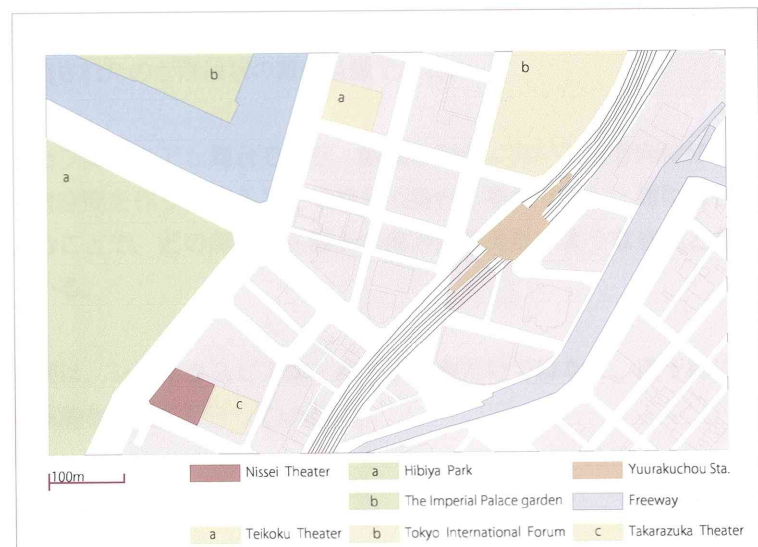 b
b
a
a
c
100m
Nissei Theater
a Hibiya Park
Yuurakuchou Sta.
b The Imperial Palace garden
Freeway
a Teikoku Theater
b Tokyo International Forum
c Takarazuka Theater